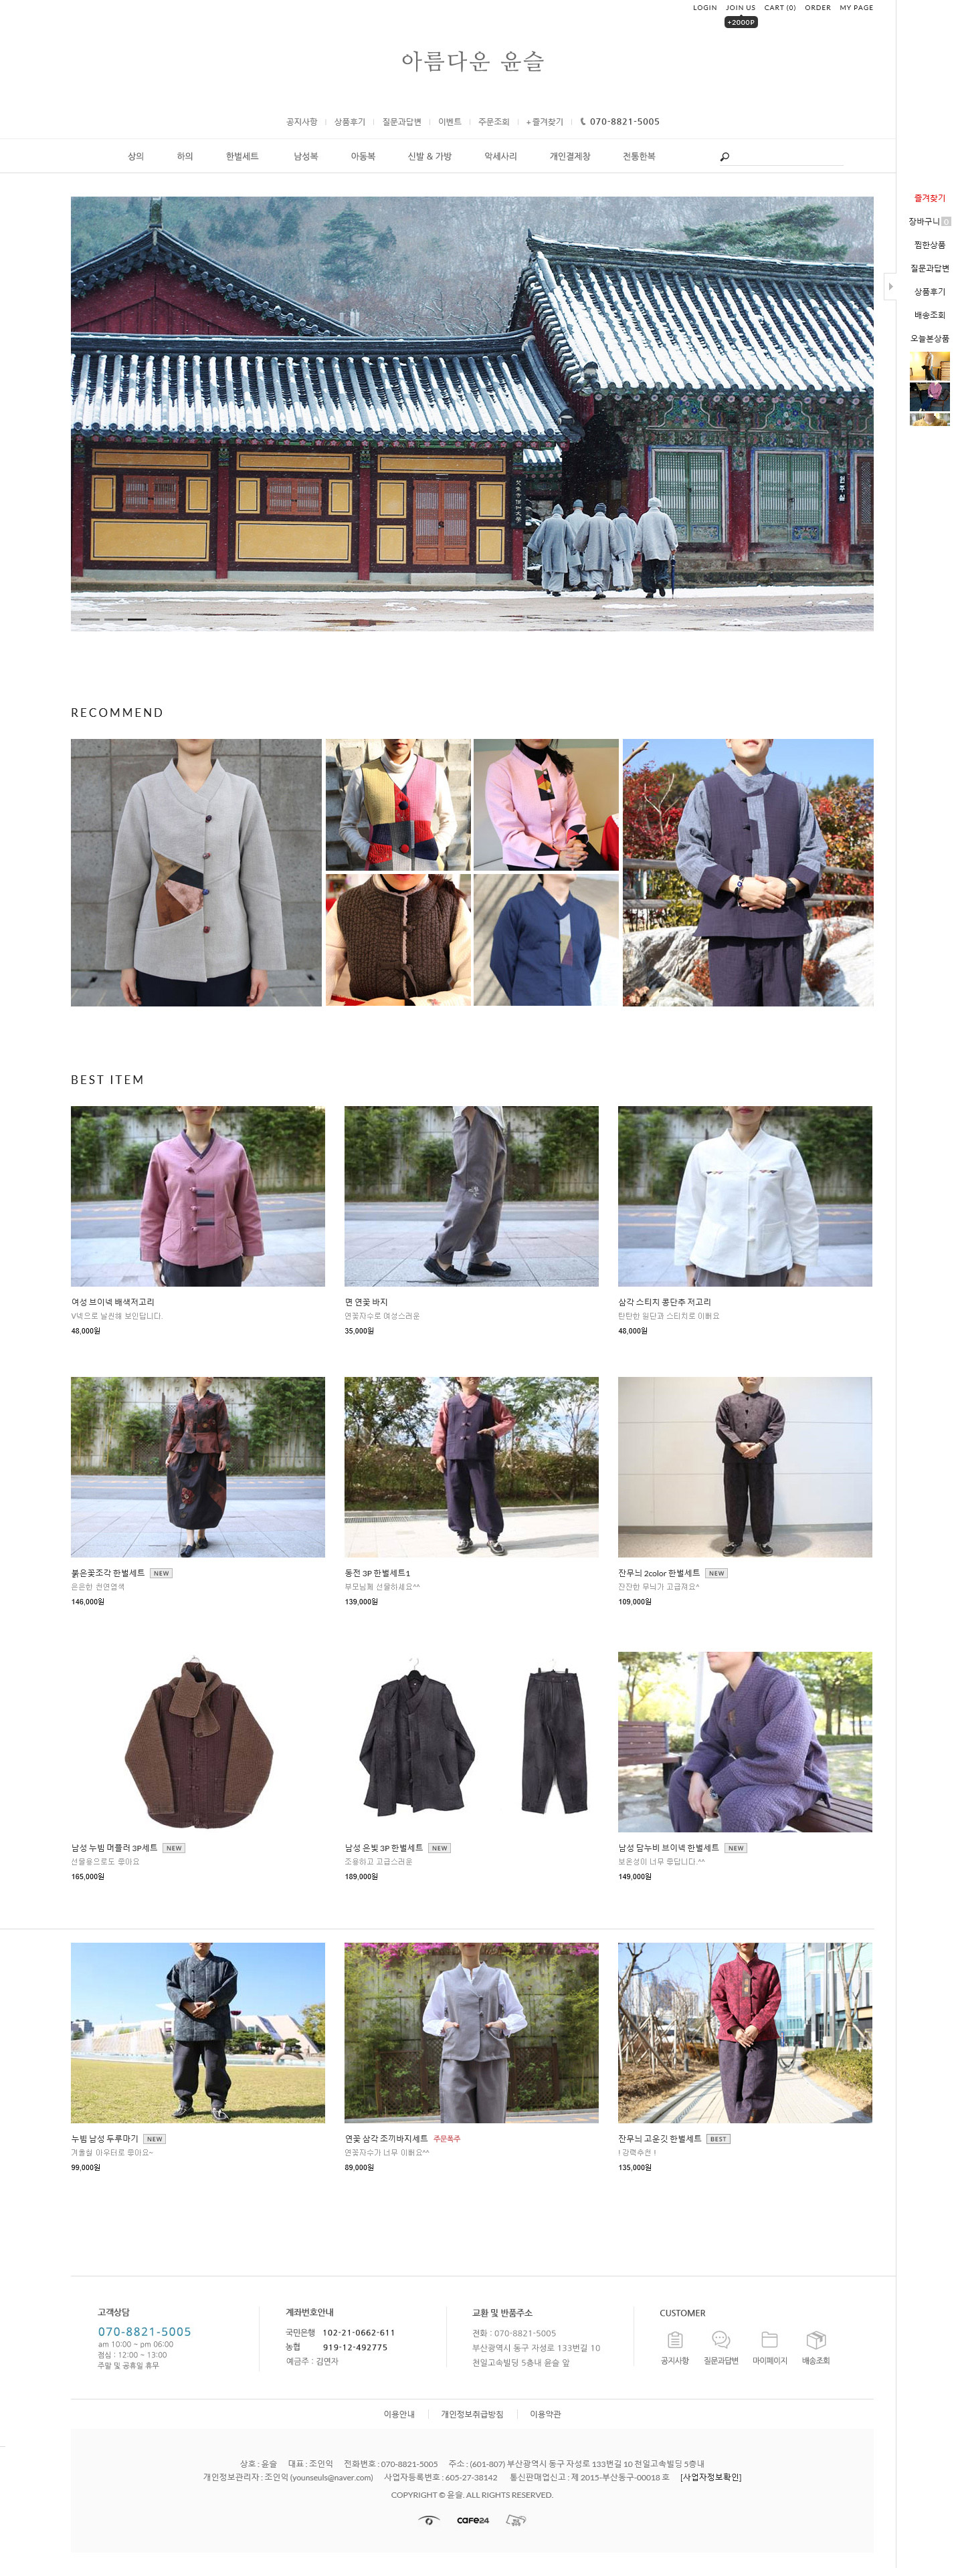 LOGIN JOIN US CART (0) ORDER MY PAGE
+2000P
아름다운 윤슬
공지사항 상품후기 질문과답변 이벤트 주문조회 + 즐겨찾기 070-8821-5005
상의 하의 한벌세트 남성복 아동복 신발 & 가방 악세사리 개인결제창 전통한복
즐겨찾기
장바구니 0
찜한상품
질문과답변
상품후기
배송조회
오늘본상품
RECOMMEND
BEST ITEM
여성 브이넥 배색저고리
V넥으로 날씬해 보인답니다.
48,000원
면 연꽃 바지
연꽃자수로 여성스러운
35,000원
삼각 스티치 콩단추 저고리
탄탄한 원단과 스티치로 이뻐요
48,000원
붉은꽃조각 한벌세트 NEW
은은한 천연염색
146,000원
동전 3P 한벌세트1
부모님께 선물하세요^^
139,000원
잔무늬 2color 한벌세트 NEW
잔잔한 무늬가 고급져요^
109,000원
남성 누빔 머플러 3P세트 NEW
선물용으로도 좋아요
165,000원
남성 은빛 3P 한벌세트 NEW
조용하고 고급스러운
189,000원
남성 담누비 브이넥 한벌세트 NEW
보온성이 너무 좋답니다.^^
149,000원
누빔 남성 두루마기 NEW
겨울철 아우터로 좋아요~
99,000원
연꽃 삼각 조끼바지세트 주문폭주
연꽃자수가 너무 이뻐요^^
89,000원
잔무늬 고운깃 한벌세트 BEST
! 강력추천 !
135,000원
고객상담
070-8821-5005
am 10:00 ~ pm 06:00
점심 : 12:00 ~ 13:00
주말 및 공휴일 휴무
계좌번호안내
국민은행 102-21-0662-611
농협 919-12-492775
예금주 : 김연자
교환 및 반품주소
전화 : 070-8821-5005
부산광역시 동구 자성로 133번길 10
천일고속빌딩 5층내 윤슬 앞
CUSTOMER
공지사항 질문과답변 마이페이지 배송조회
이용안내 개인정보취급방침 이용약관
상호 : 윤슬 대표 : 조인익 전화번호 : 070-8821-5005 주소 : (601-807) 부산광역시 동구 자성로 133번길 10 천일고속빌딩 5층내
개인정보관리자 : 조인익 (younseuls@naver.com) 사업자등록번호 : 605-27-38142 통신판매업신고 : 제 2015-부산동구-00018 호 [사업자정보확인]
COPYRIGHT © 윤슬. ALL RIGHTS RESERVED.
cafe24